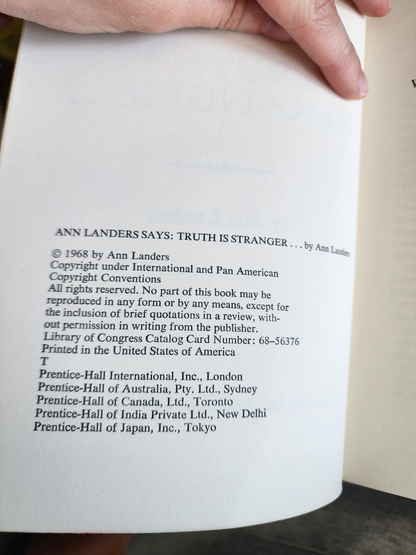 ANN LANDERS SAYS: TRUTH IS STRANGER . . . by Ann Landers
© 1968 by Ann Landers
Copyright under International and Pan American
Copyright Conventions
All rights reserved. No part of this book may be
reproduced in any form or by any means, except for
the inclusion of brief quotations in a review, with-
out permission in writing from the publisher.
Library of Congress Catalog Card Number: 68-56376
Printed in the United States of America
T
Prentice-Hall International, Inc., London
Prentice-Hall of Australia, Pty. Ltd., Sydney
Prentice-Hall of Canada, Ltd., Toronto
Prentice-Hall of India Private Ltd., New Delhi
Prentice-Hall of Japan, Inc., Tokyo